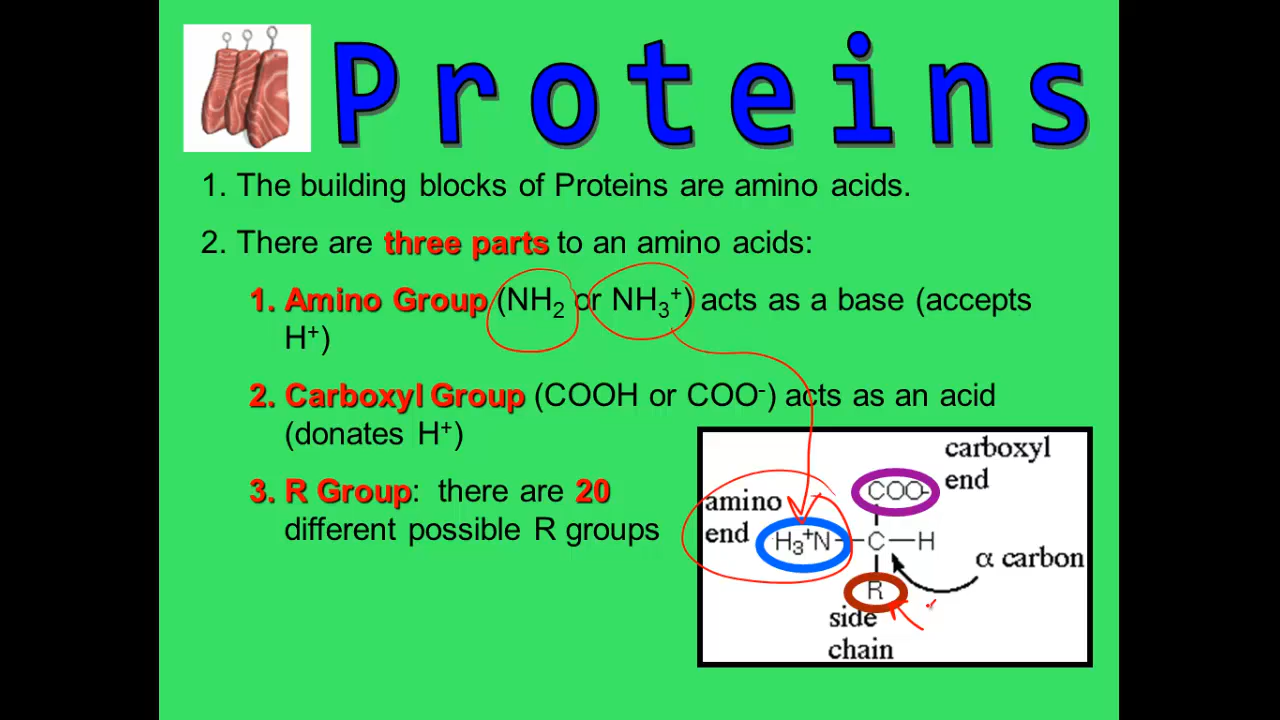 Proteins
1. The building blocks of Proteins are amino acids.
2. There are three parts to an amino acids:
1. Amino Group (NH₂ or NH₃⁺) acts as a base (accepts
H⁺)
2. Carboxyl Group (COOH or COO⁻) acts as an acid
(donates H⁺)
3. R Group: there are 20
different possible R groups
carboxyl
end
COO-
amino
end
H₃⁺N—C—H
α carbon
R
side
chain